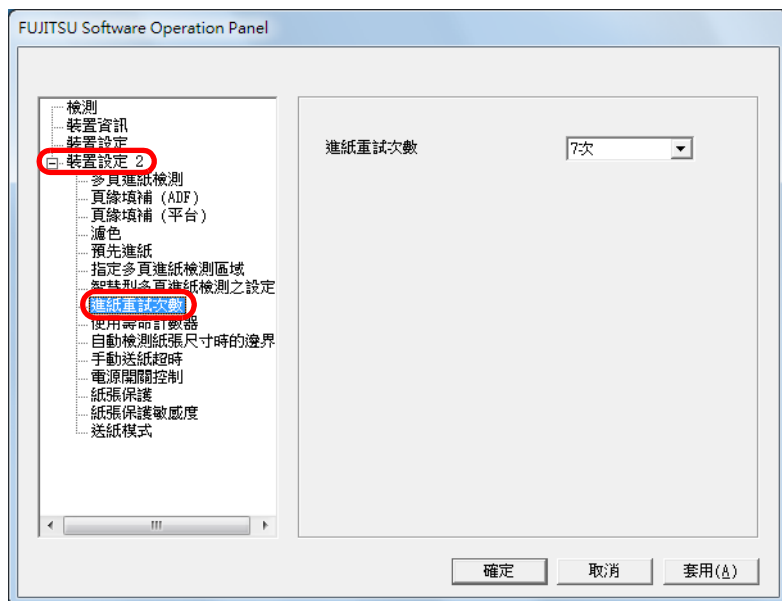 FUJITSU Software Operation Panel
檢測
裝置資訊
裝置設定
裝置設定 2
多頁進紙檢測
頁緣填補 (ADF)
頁緣填補 (平台)
濾色
預先進紙
指定多頁進紙檢測區域
智慧型多頁進紙檢測之設定
進紙重試次數
使用壽命計數器
自動檢測紙張尺寸時的邊界
手動送紙超時
電源開關控制
紙張保護
紙張保護敏感度
送紙模式
進紙重試次數
7次
確定
取消
套用(A)